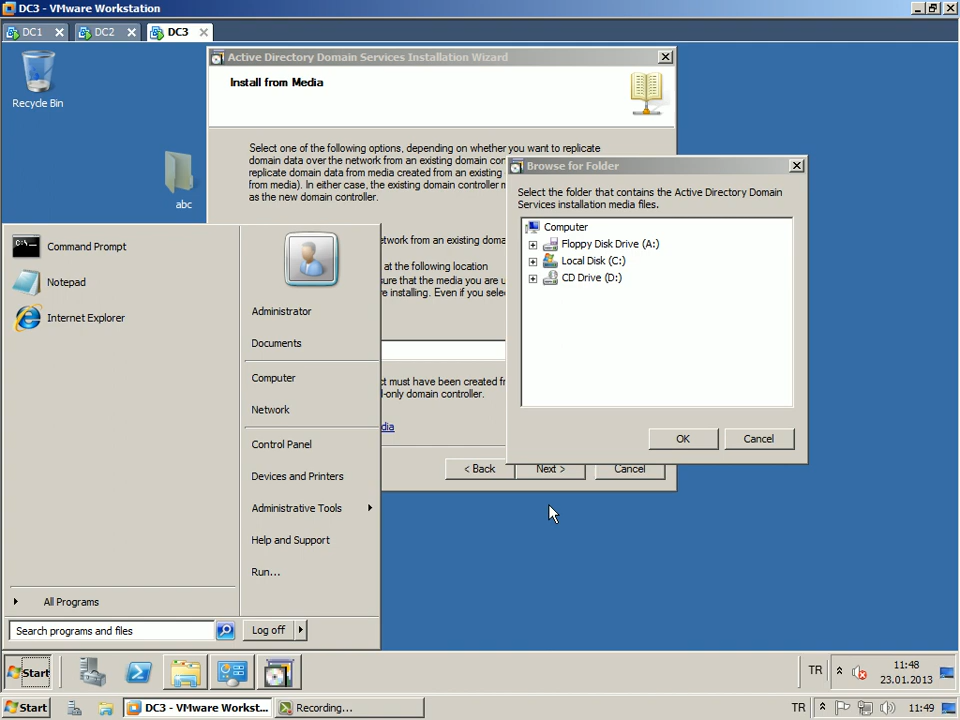 DC3 - VMware Workstation
DC1
DC2
DC3
Recycle Bin
abc
Active Directory Domain Services Installation Wizard
Install from Media
Select one of the following options, depending on whether you want to replicate
domain data over the network from an existing domain con
replicate domain data from media created from an existing
from media). In either case, the existing domain controller m
as the new domain controller.
etwork from an existing doma
at the following location
sure that the media you are u
e installing. Even if you selec
ct must have been created fr
d-only domain controller.
dia
< Back
Next >
Cancel
Browse for Folder
Select the folder that contains the Active Directory Domain
Services installation media files.
Computer
Floppy Disk Drive (A:)
Local Disk (C:)
CD Drive (D:)
OK
Cancel
Command Prompt
Notepad
Internet Explorer
All Programs
Search programs and files
Administrator
Documents
Computer
Network
Control Panel
Devices and Printers
Administrative Tools
Help and Support
Run...
Log off
Start
TR
11:48
23.01.2013
Start
DC3 - VMware Workst...
Recording...
TR
11:49